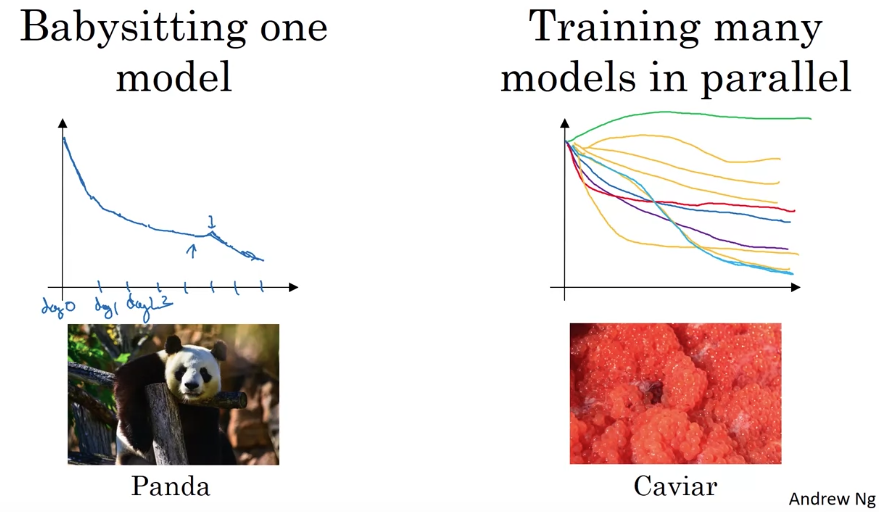 Babysitting one
model
Training many
models in parallel
day 0
day 1
day 2
Panda
Caviar
Andrew Ng